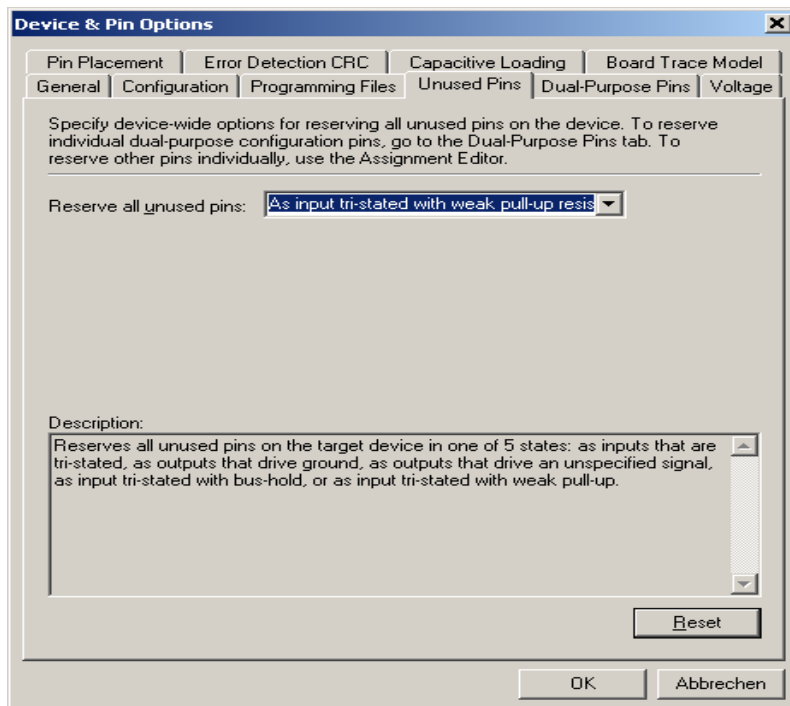 Device & Pin Options
Pin Placement Error Detection CRC Capacitive Loading Board Trace Model
General Configuration Programming Files Unused Pins Dual-Purpose Pins Voltage
Specify device-wide options for reserving all unused pins on the device. To reserve
individual dual-purpose configuration pins, go to the Dual-Purpose Pins tab. To
reserve other pins individually, use the Assignment Editor.
Reserve all unused pins: As input tri-stated with weak pull-up resis
Description:
Reserves all unused pins on the target device in one of 5 states: as inputs that are
tri-stated, as outputs that drive ground, as outputs that drive an unspecified signal,
as input tri-stated with bus-hold, or as input tri-stated with weak pull-up.
Reset
OK Abbrechen